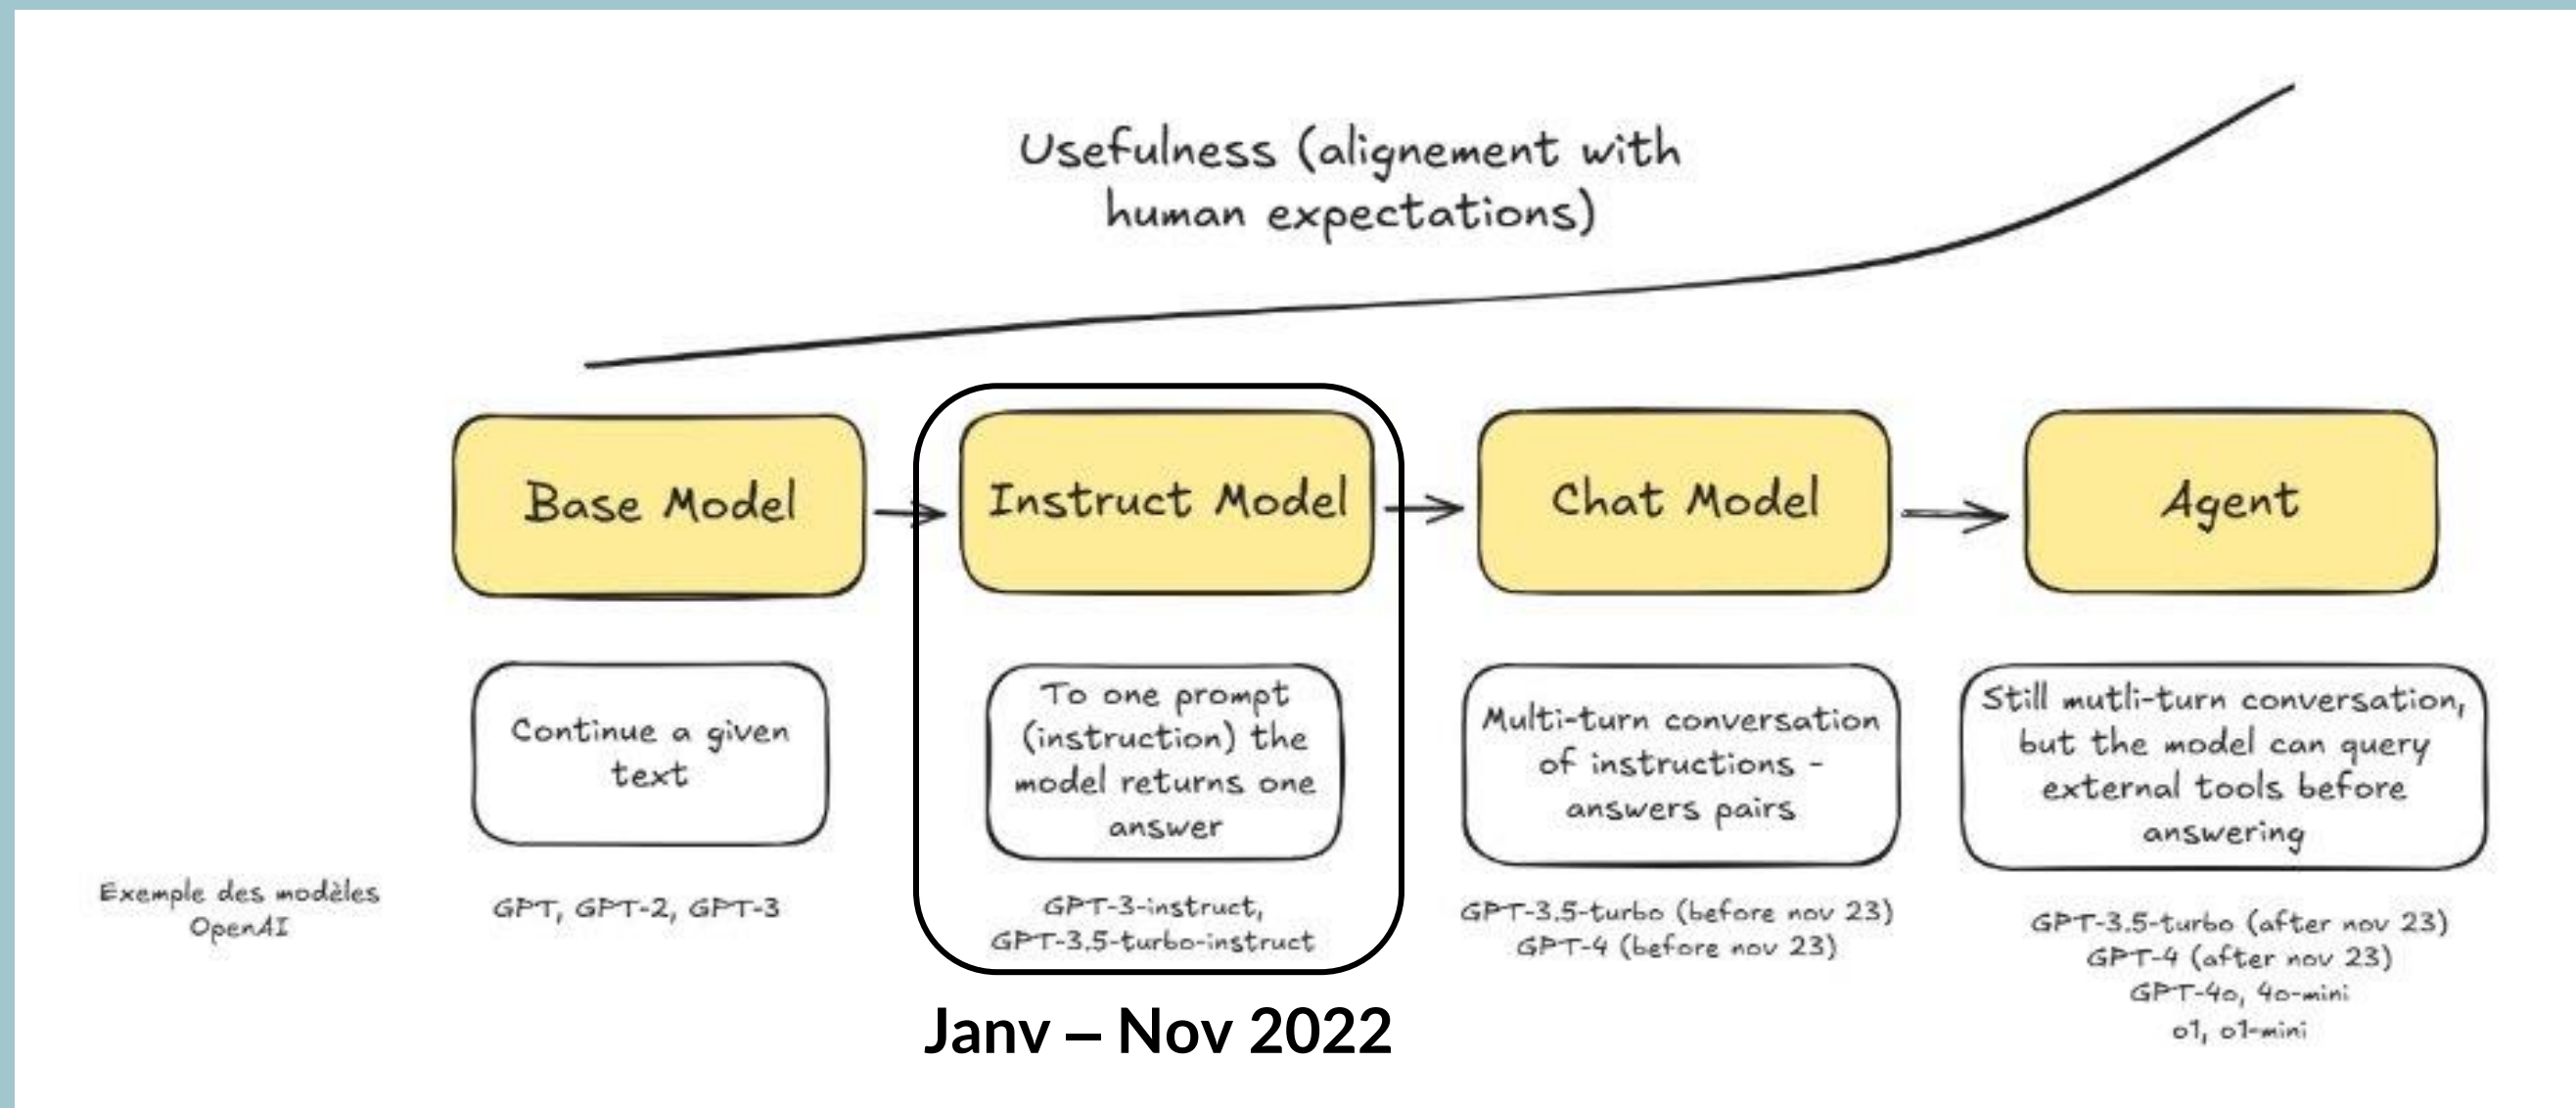 Usefulness (alignement with
human expectations)
Base Model
Instruct Model
Chat Model
Agent
Continue a given
text
To one prompt
(instruction) the
model returns one
answer
Multi-turn conversation
of instructions -
answers pairs
Still mutli-turn conversation,
but the model can query
external tools before
answering
Exemple des modèles
OpenAI
GPT, GPT-2, GPT-3
GPT-3-instruct,
GPT-3.5-turbo-instruct
GPT-3.5-turbo (before nov 23)
GPT-4 (before nov 23)
GPT-3.5-turbo (after nov 23)
GPT-4 (after nov 23)
GPT-4o, 4o-mini
o1, o1-mini
Janv – Nov 2022